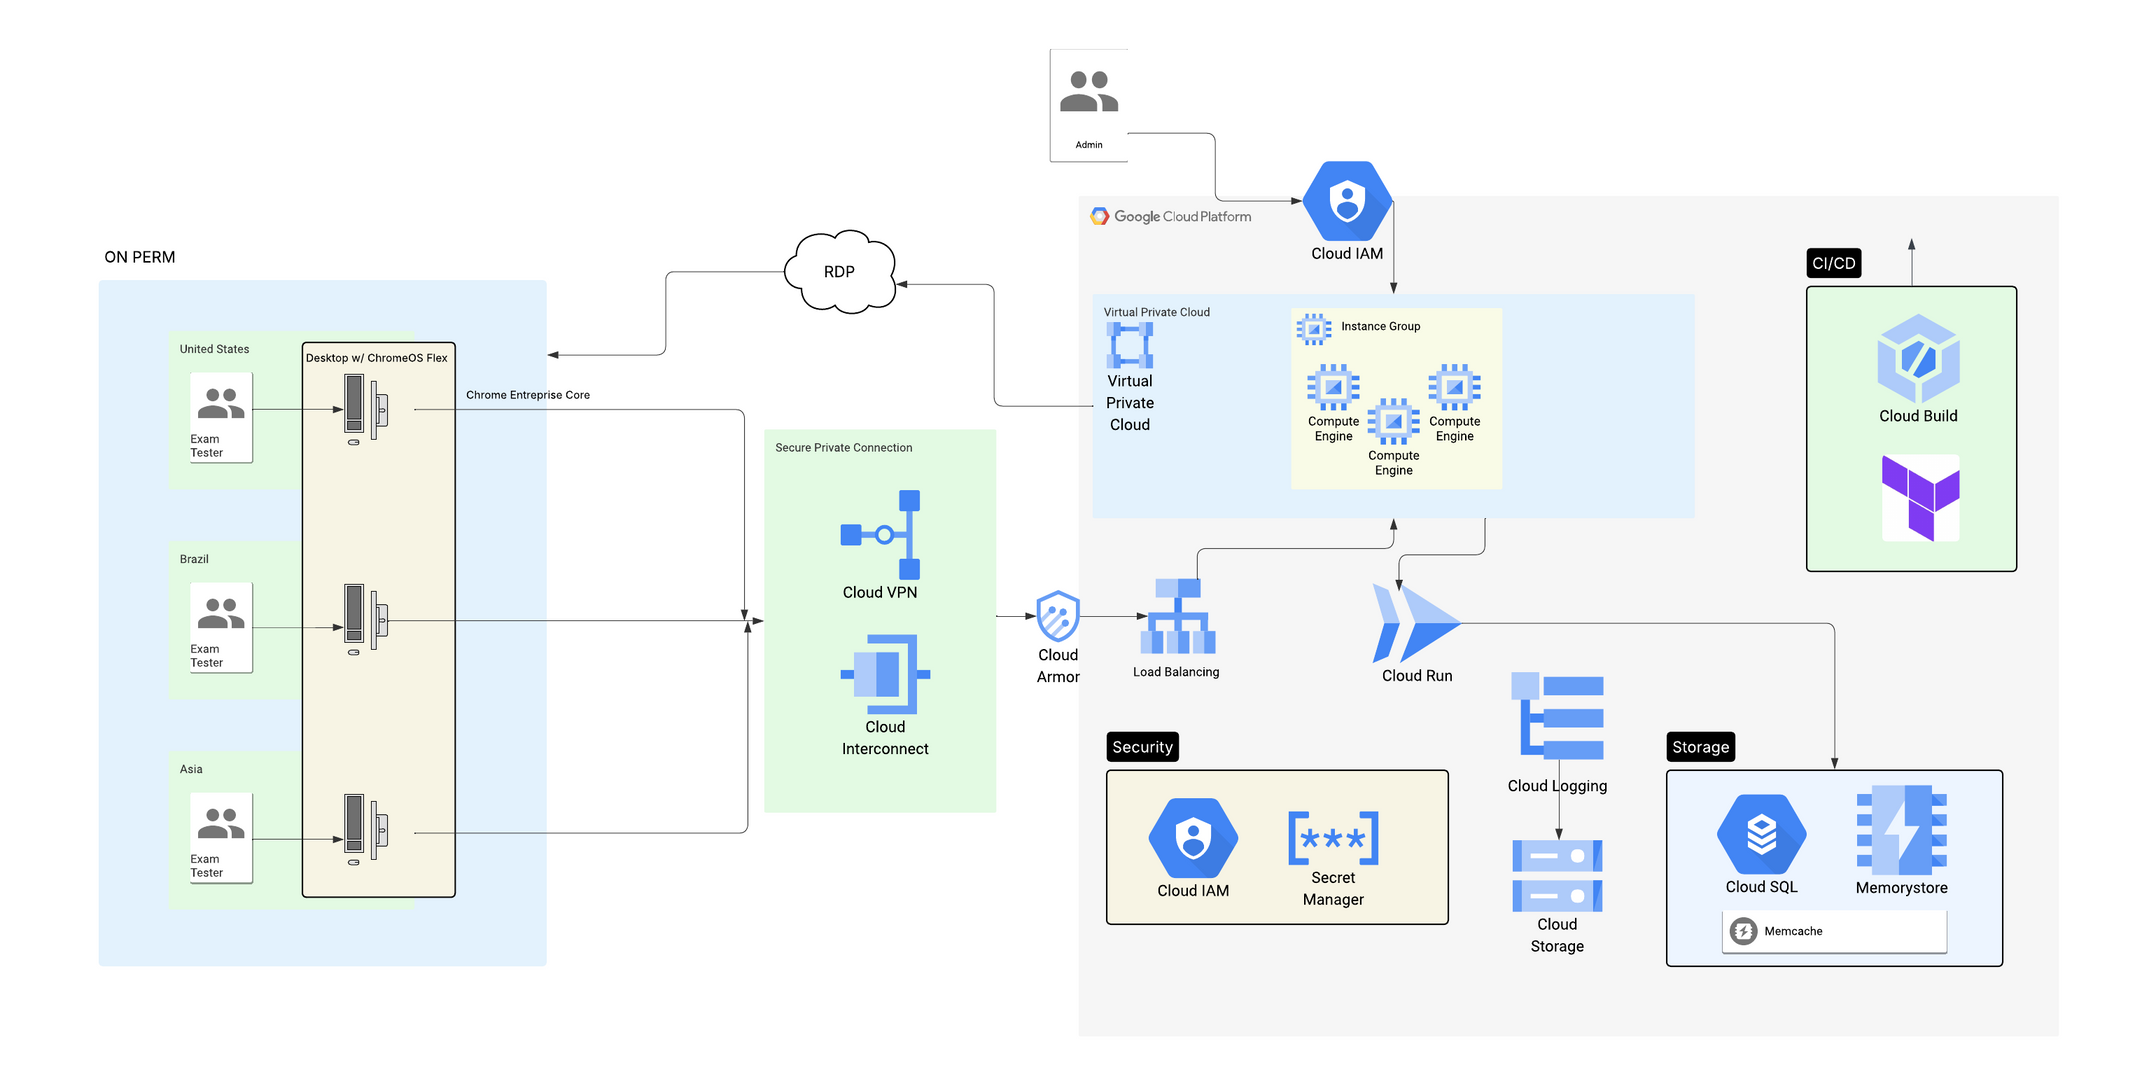 Admin
Google Cloud Platform
Cloud IAM
CI/CD
ON PERM
RDP
Virtual Private Cloud
Instance Group
Virtual
Private
Cloud
Compute
Engine
Compute
Engine
Compute
Engine
Cloud Build
United States
Desktop w/ ChromeOS Flex
Exam
Tester
Chrome Entreprise Core
Secure Private Connection
Brazil
Exam
Tester
Cloud VPN
Cloud
Armor
Load Balancing
Cloud Run
Cloud
Interconnect
Asia
Exam
Tester
Security
Cloud IAM
Secret
Manager
Cloud Logging
Cloud
Storage
Storage
Cloud SQL
Memorystore
Memcache